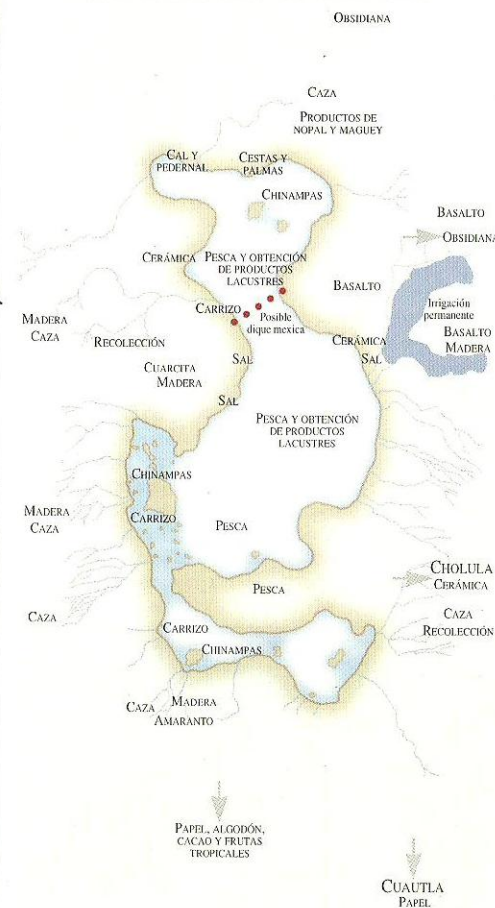 OBSIDIANA
CAZA
PRODUCTOS DE
NOPAL Y MAGUEY
CAL Y
PEDERNAL
CESTAS Y
PALMAS
CHINAMPAS
BASALTO
OBSIDIANA
CERÁMICA
PESCA Y OBTENCIÓN
DE PRODUCTOS
LACUSTRES
BASALTO
CARRIZO
Posible
dique mexica
Irrigación
permanente
BASALTO
MADERA
MADERA
CAZA
RECOLECCIÓN
CERÁMICA
SAL
SAL
CUARCITA
MADERA
SAL
PESCA Y OBTENCIÓN
DE PRODUCTOS
LACUSTRES
CHINAMPAS
MADERA
CAZA
CARRIZO
PESCA
CHOLULA
CERÁMICA
PESCA
CAZA
CAZA
RECOLECCIÓN
CARRIZO
CHINAMPAS
CAZA
MADERA
AMARANTO
PAPEL, ALGODÓN,
CACAO Y FRUTAS
TROPICALES
CUAUTLA
PAPEL